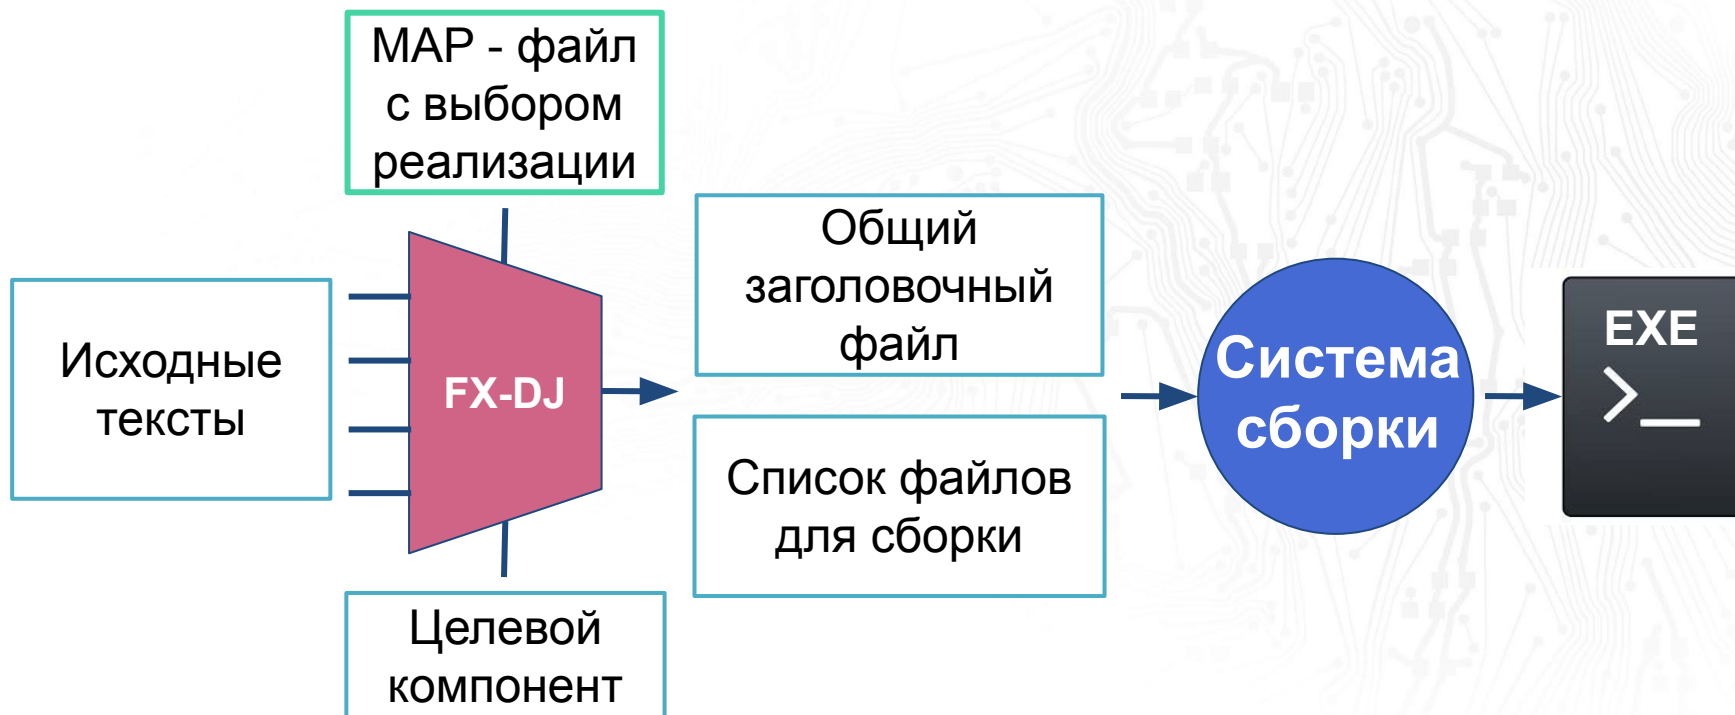 MAP - файл
с выбором
реализации
Исходные
тексты
FX-DJ
Целевой
компонент
Общий
заголовочный
файл
Список файлов
для сборки
Система
сборки
EXE
>_